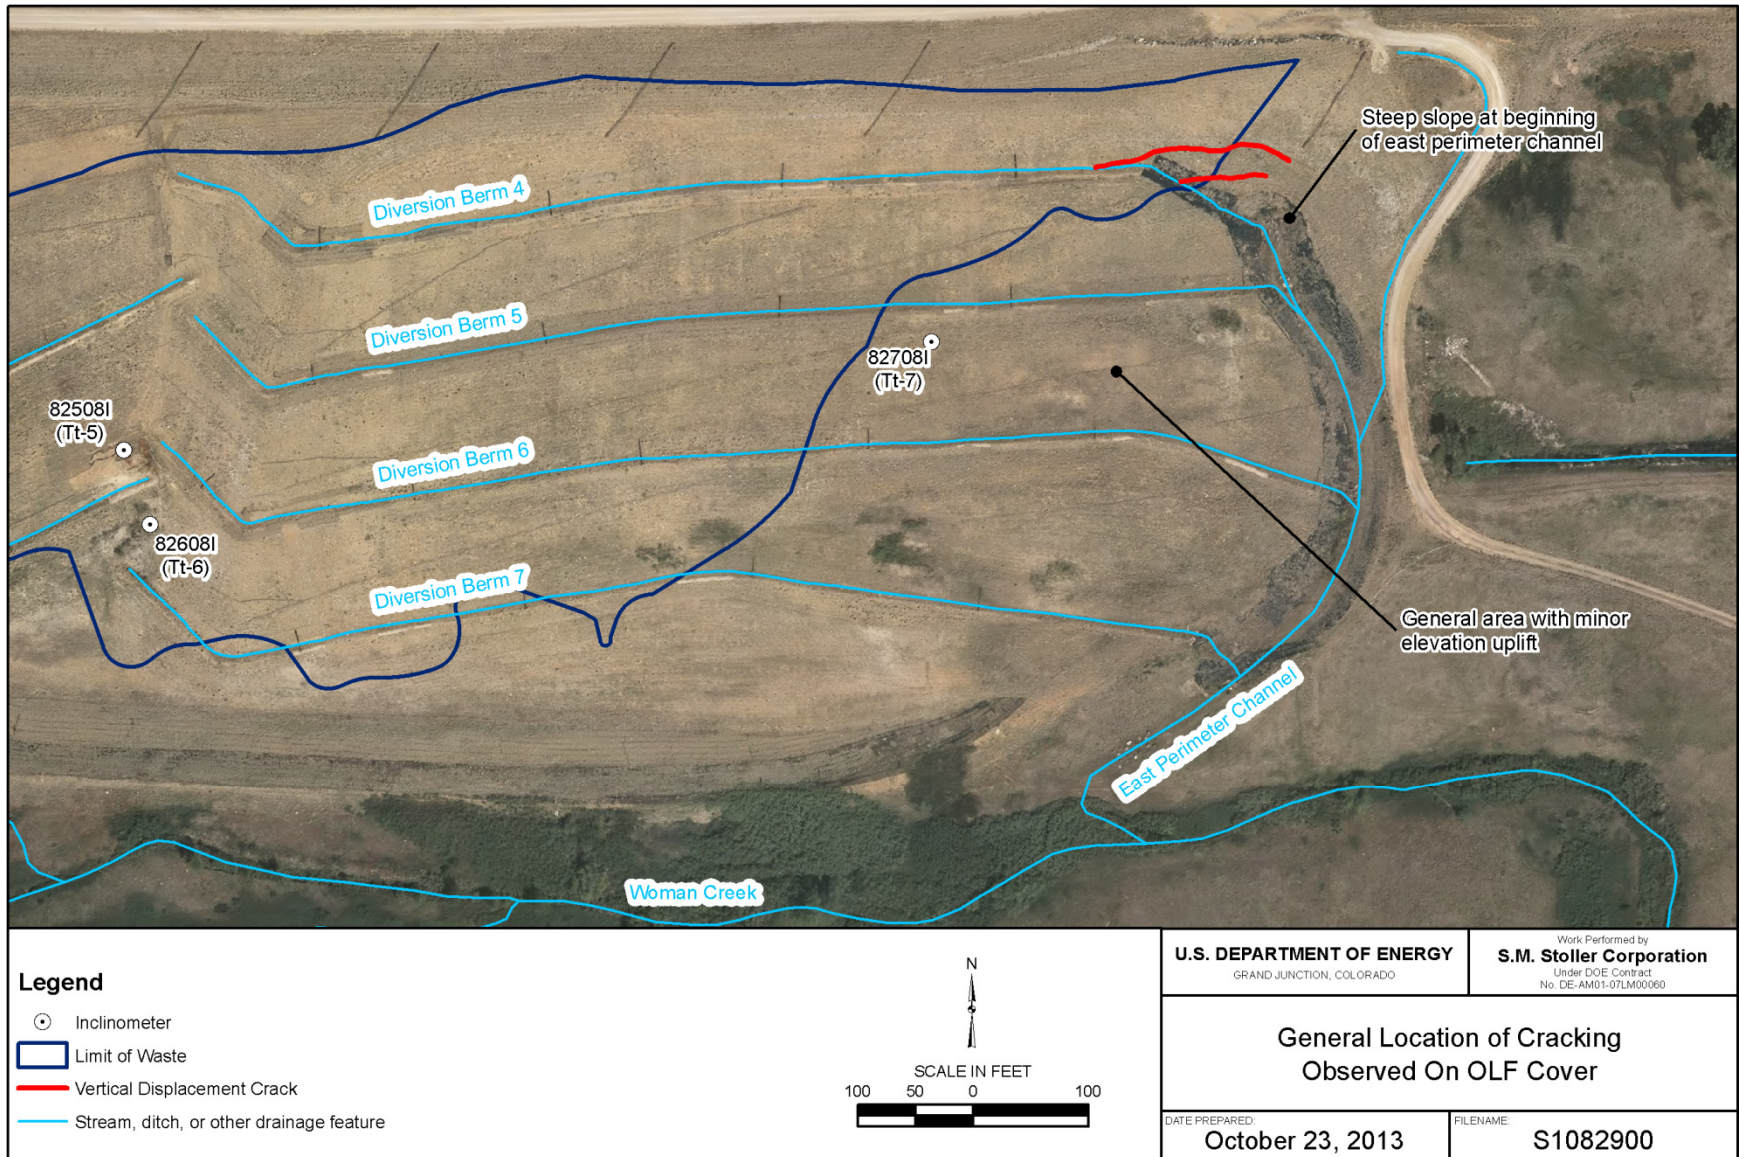 Steep slope at beginning
of east perimeter channel
Diversion Berm 4
Diversion Berm 5
82708I
(Tt-7)
82508I
(Tt-5)
Diversion Berm 6
82608I
(Tt-6)
Diversion Berm 7
General area with minor
elevation uplift
East Perimeter Channel
Woman Creek
Legend
Inclinometer
Limit of Waste
Vertical Displacement Crack
Stream, ditch, or other drainage feature
N
SCALE IN FEET
100 50 0 100
U.S. DEPARTMENT OF ENERGY
GRAND JUNCTION, COLORADO
Work Performed by
S.M. Stoller Corporation
Under DOE Contract
No. DE-AM01-07LM00060
General Location of Cracking
Observed On OLF Cover
DATE PREPARED:
October 23, 2013
FILENAME:
S1082900